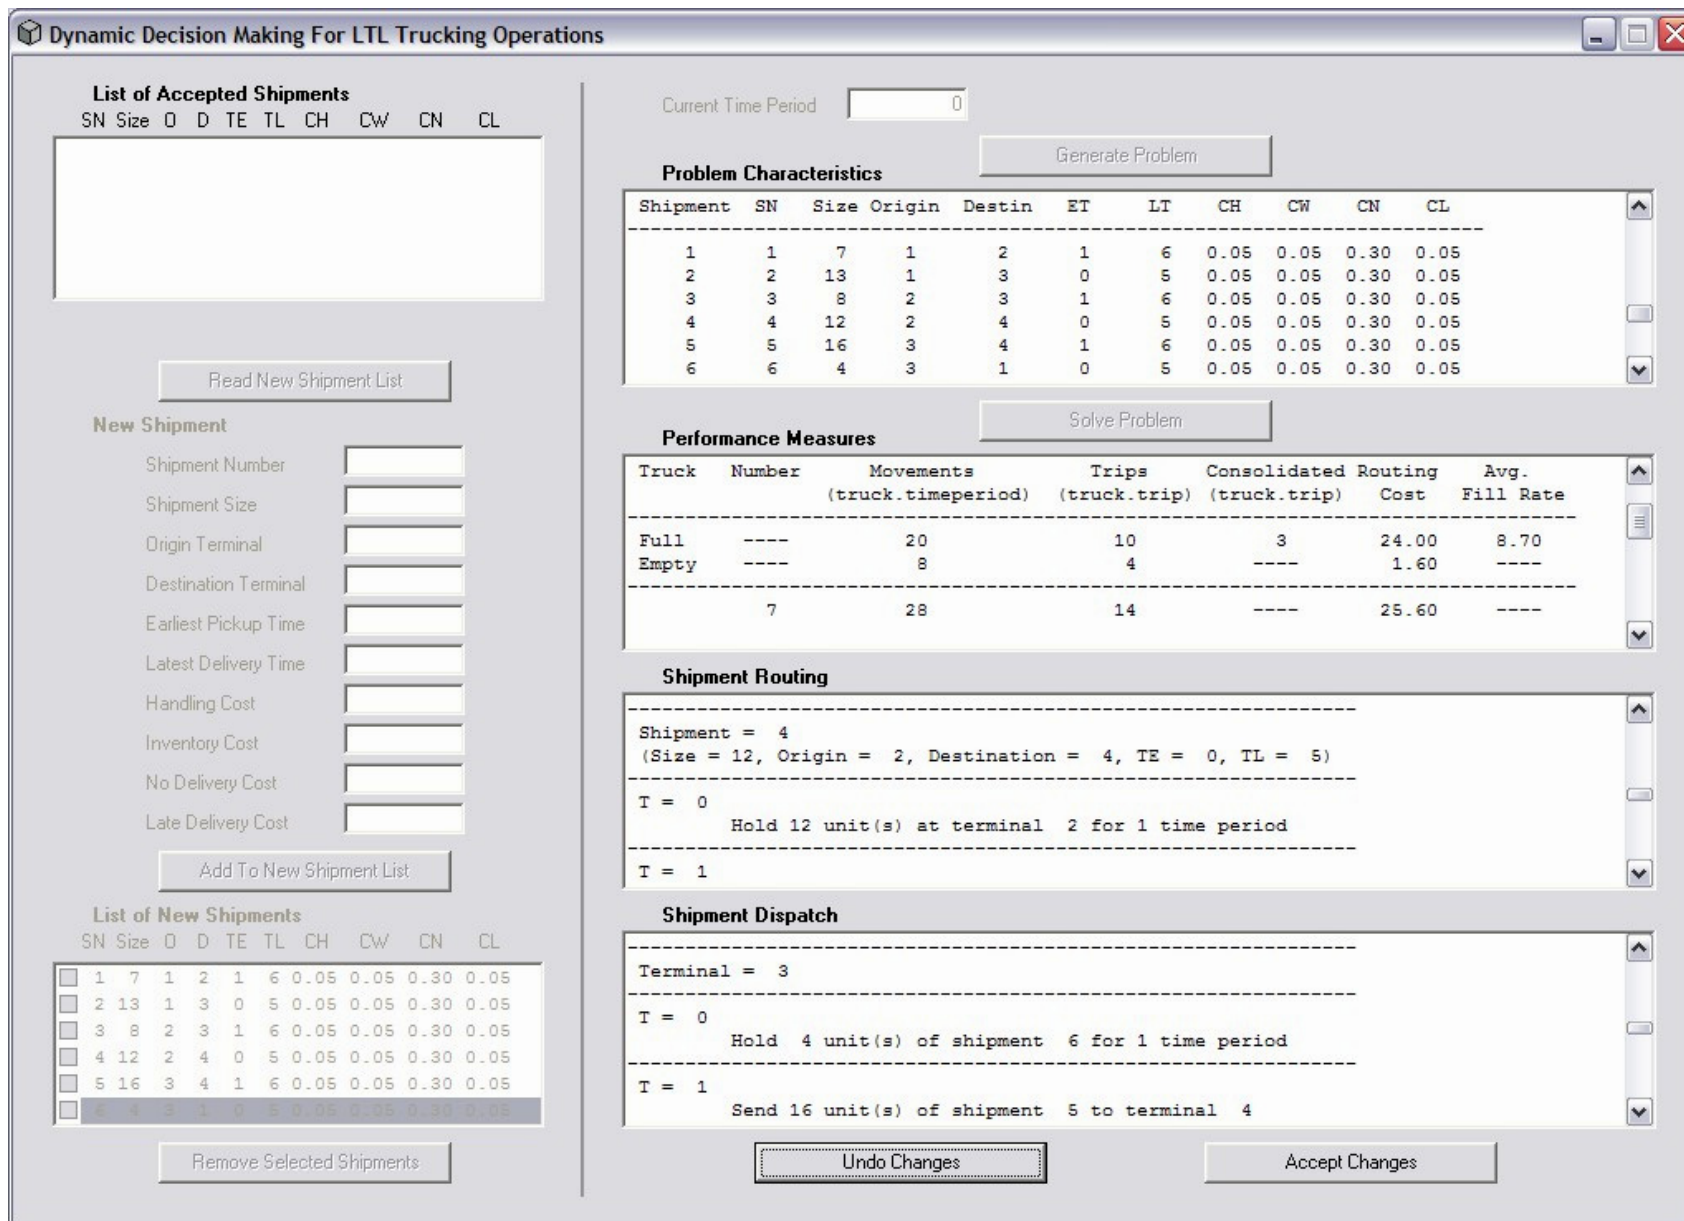 Dynamic Decision Making For LTL Trucking Operations
List of Accepted Shipments
SN Size O D TE TL CH CW CN CL
Read New Shipment List
New Shipment
Shipment Number
Shipment Size
Origin Terminal
Destination Terminal
Earliest Pickup Time
Latest Delivery Time
Handling Cost
Inventory Cost
No Delivery Cost
Late Delivery Cost
Add To New Shipment List
List of New Shipments
SN Size O D TE TL CH CW CN CL
1 7 1 2 1 6 0.05 0.05 0.30 0.05
2 13 1 3 0 5 0.05 0.05 0.30 0.05
3 8 2 3 1 6 0.05 0.05 0.30 0.05
4 12 2 4 0 5 0.05 0.05 0.30 0.05
5 16 3 4 1 6 0.05 0.05 0.30 0.05
6 4 3 1 0 5 0.05 0.05 0.30 0.05
Remove Selected Shipments
Current Time Period 0
Generate Problem
Problem Characteristics
Shipment SN Size Origin Destin ET LT CH CW CN CL
1 1 7 1 2 1 6 0.05 0.05 0.30 0.05
2 2 13 1 3 0 5 0.05 0.05 0.30 0.05
3 3 8 2 3 1 6 0.05 0.05 0.30 0.05
4 4 12 2 4 0 5 0.05 0.05 0.30 0.05
5 5 16 3 4 1 6 0.05 0.05 0.30 0.05
6 6 4 3 1 0 5 0.05 0.05 0.30 0.05
Solve Problem
Performance Measures
Truck Number Movements Trips Consolidated Routing Avg.
(truck.timeperiod) (truck.trip) (truck.trip) Cost Fill Rate
Full ---- 20 10 3 24.00 8.70
Empty ---- 8 4 ---- 1.60 ----
7 28 14 ---- 25.60 ----
Shipment Routing
Shipment = 4
(Size = 12, Origin = 2, Destination = 4, TE = 0, TL = 5)
T = 0
Hold 12 unit(s) at terminal 2 for 1 time period
T = 1
Shipment Dispatch
Terminal = 3
T = 0
Hold 4 unit(s) of shipment 6 for 1 time period
T = 1
Send 16 unit(s) of shipment 5 to terminal 4
Undo Changes
Accept Changes